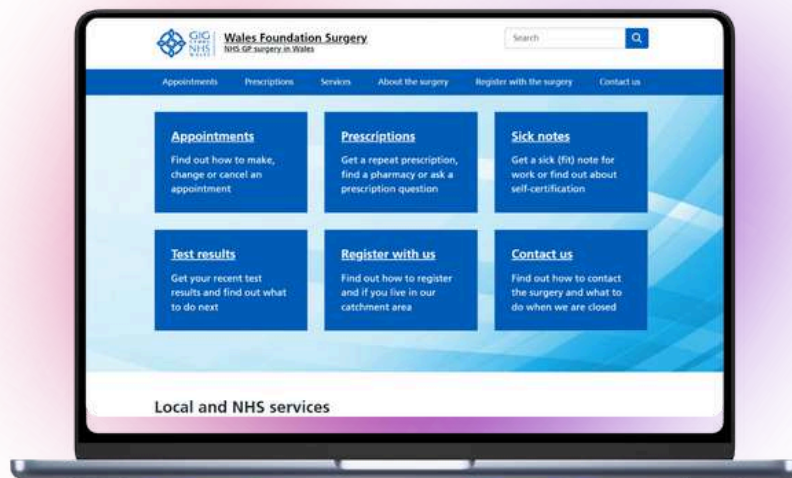 GIG
CYMRU
NHS
WALES
Wales Foundation Surgery
NHS GP surgery in Wales
Search
Appointments Prescriptions Services About the surgery Register with the surgery Contact us
Appointments
Find out how to make,
change or cancel an
appointment
Prescriptions
Get a repeat prescription,
find a pharmacy or ask a
prescription question
Sick notes
Get a sick (fit) note for
work or find out about
self-certification
Test results
Get your recent test
results and find out what
to do next
Register with us
Find out how to register
and if you live in our
catchment area
Contact us
Find out how to contact
the surgery and what to
do when we are closed
Local and NHS services